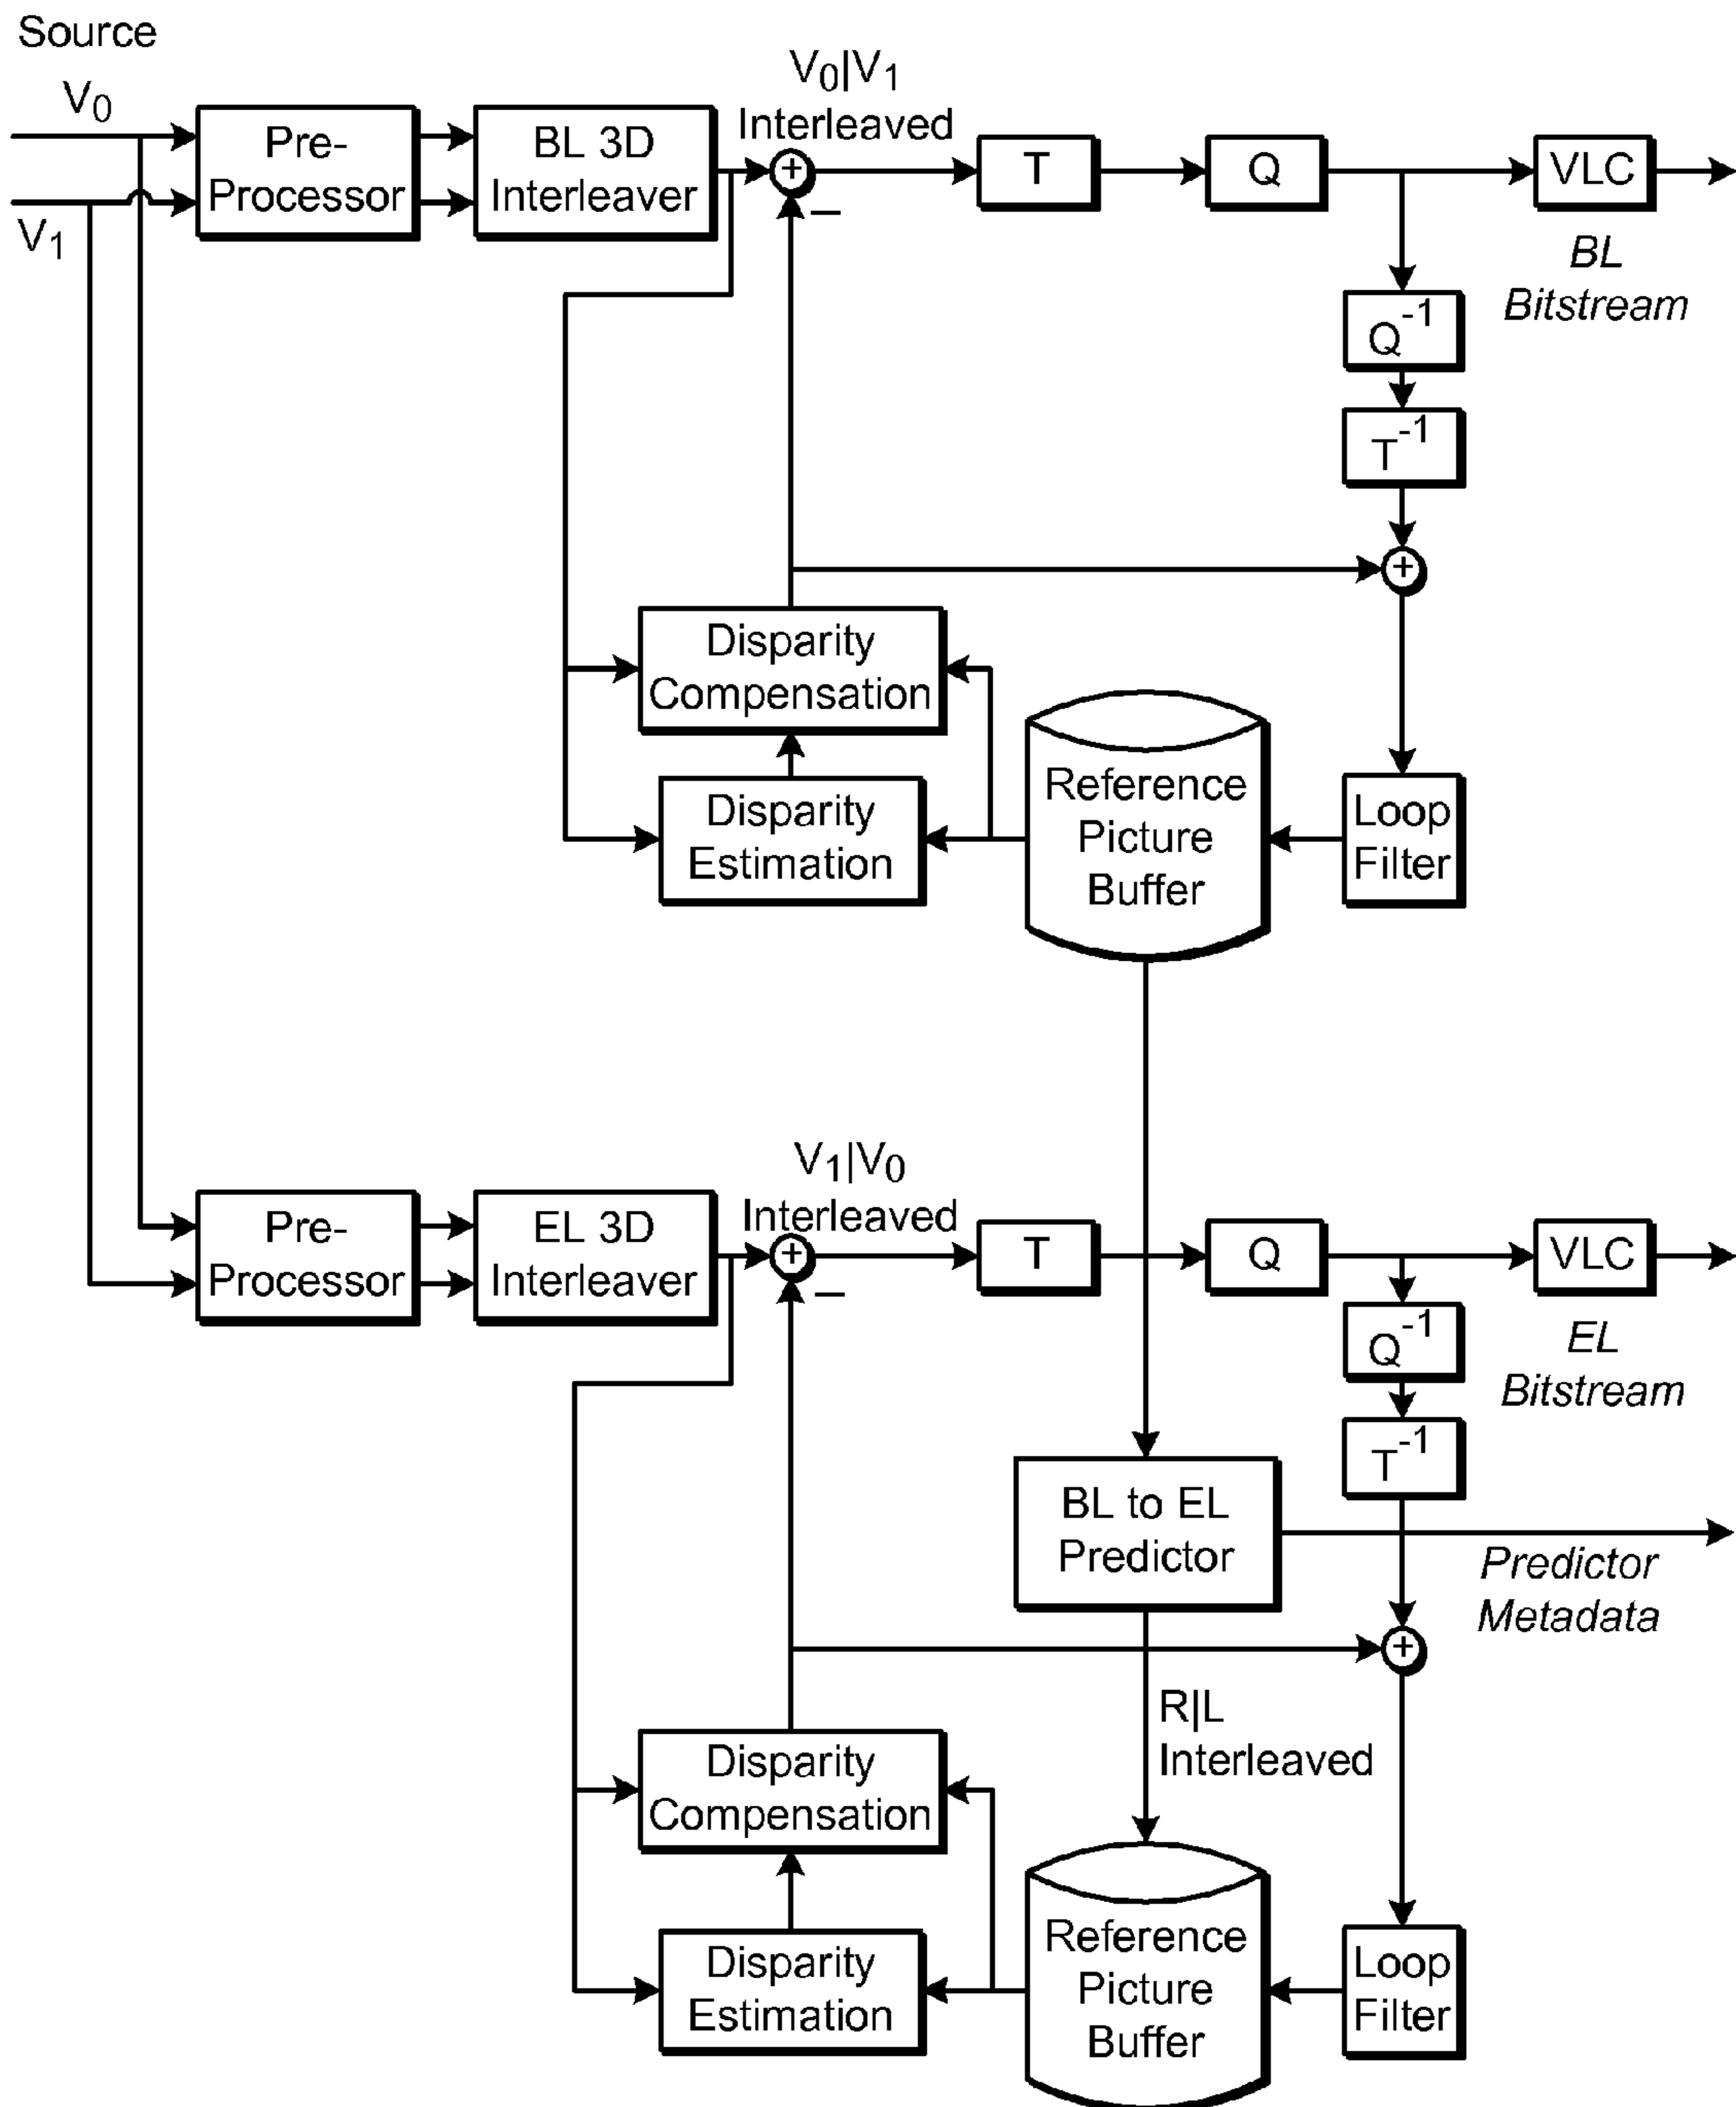 Source
V0
V1
Pre-
Processor
BL 3D
Interleaver
V0|V1
Interleaved
+
−
T
Q
VLC
BL
Bitstream
Q-1
T-1
+
Disparity
Compensation
Disparity
Estimation
Reference
Picture
Buffer
Loop
Filter
Pre-
Processor
EL 3D
Interleaver
V1|V0
Interleaved
+
−
T
Q
VLC
EL
Bitstream
Q-1
T-1
BL to EL
Predictor
Predictor
Metadata
+
R|L
Interleaved
Disparity
Compensation
Disparity
Estimation
Reference
Picture
Buffer
Loop
Filter